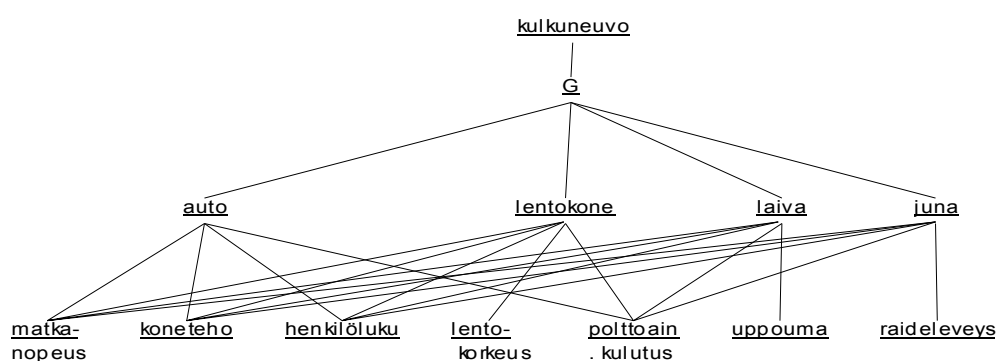 kulkuneuvo
G
auto lentokone laiva juna
matka- koneteho henkilöluku lento- polttoain uppouma raideleveys
nopeus korkeus . kulutus